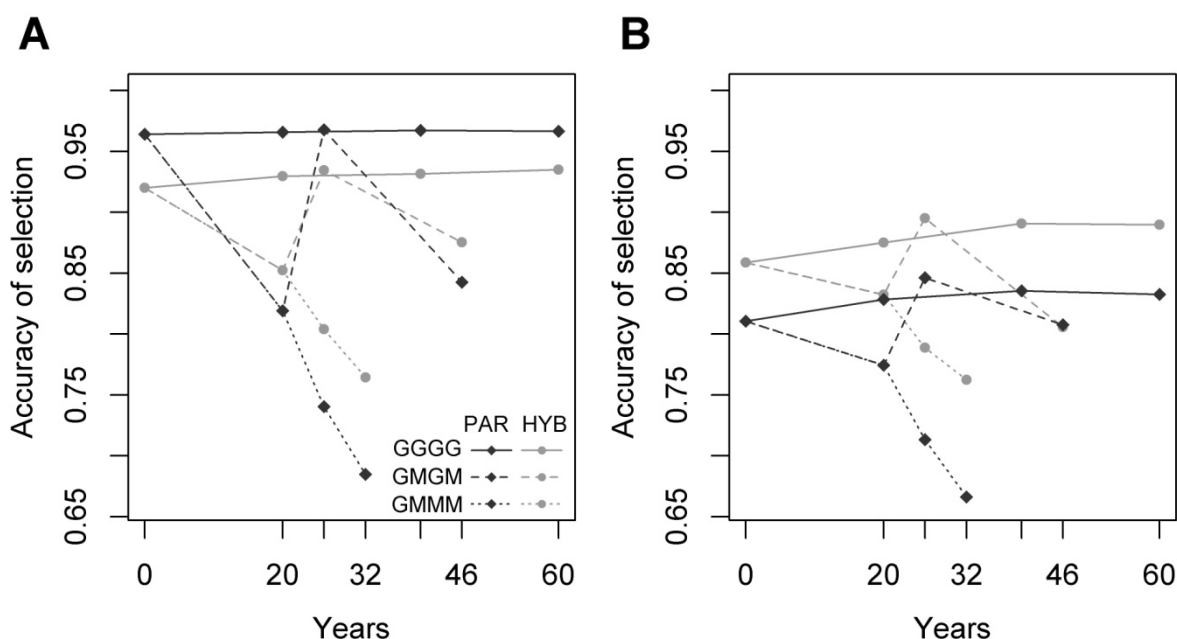 A
B
Accuracy of selection
0.95
0.85
0.75
0.65
PAR HYB
GGGG
GMGM
GMMM
0 20 32 46 60
Years
Accuracy of selection
0.95
0.85
0.75
0.65
0 20 32 46 60
Years